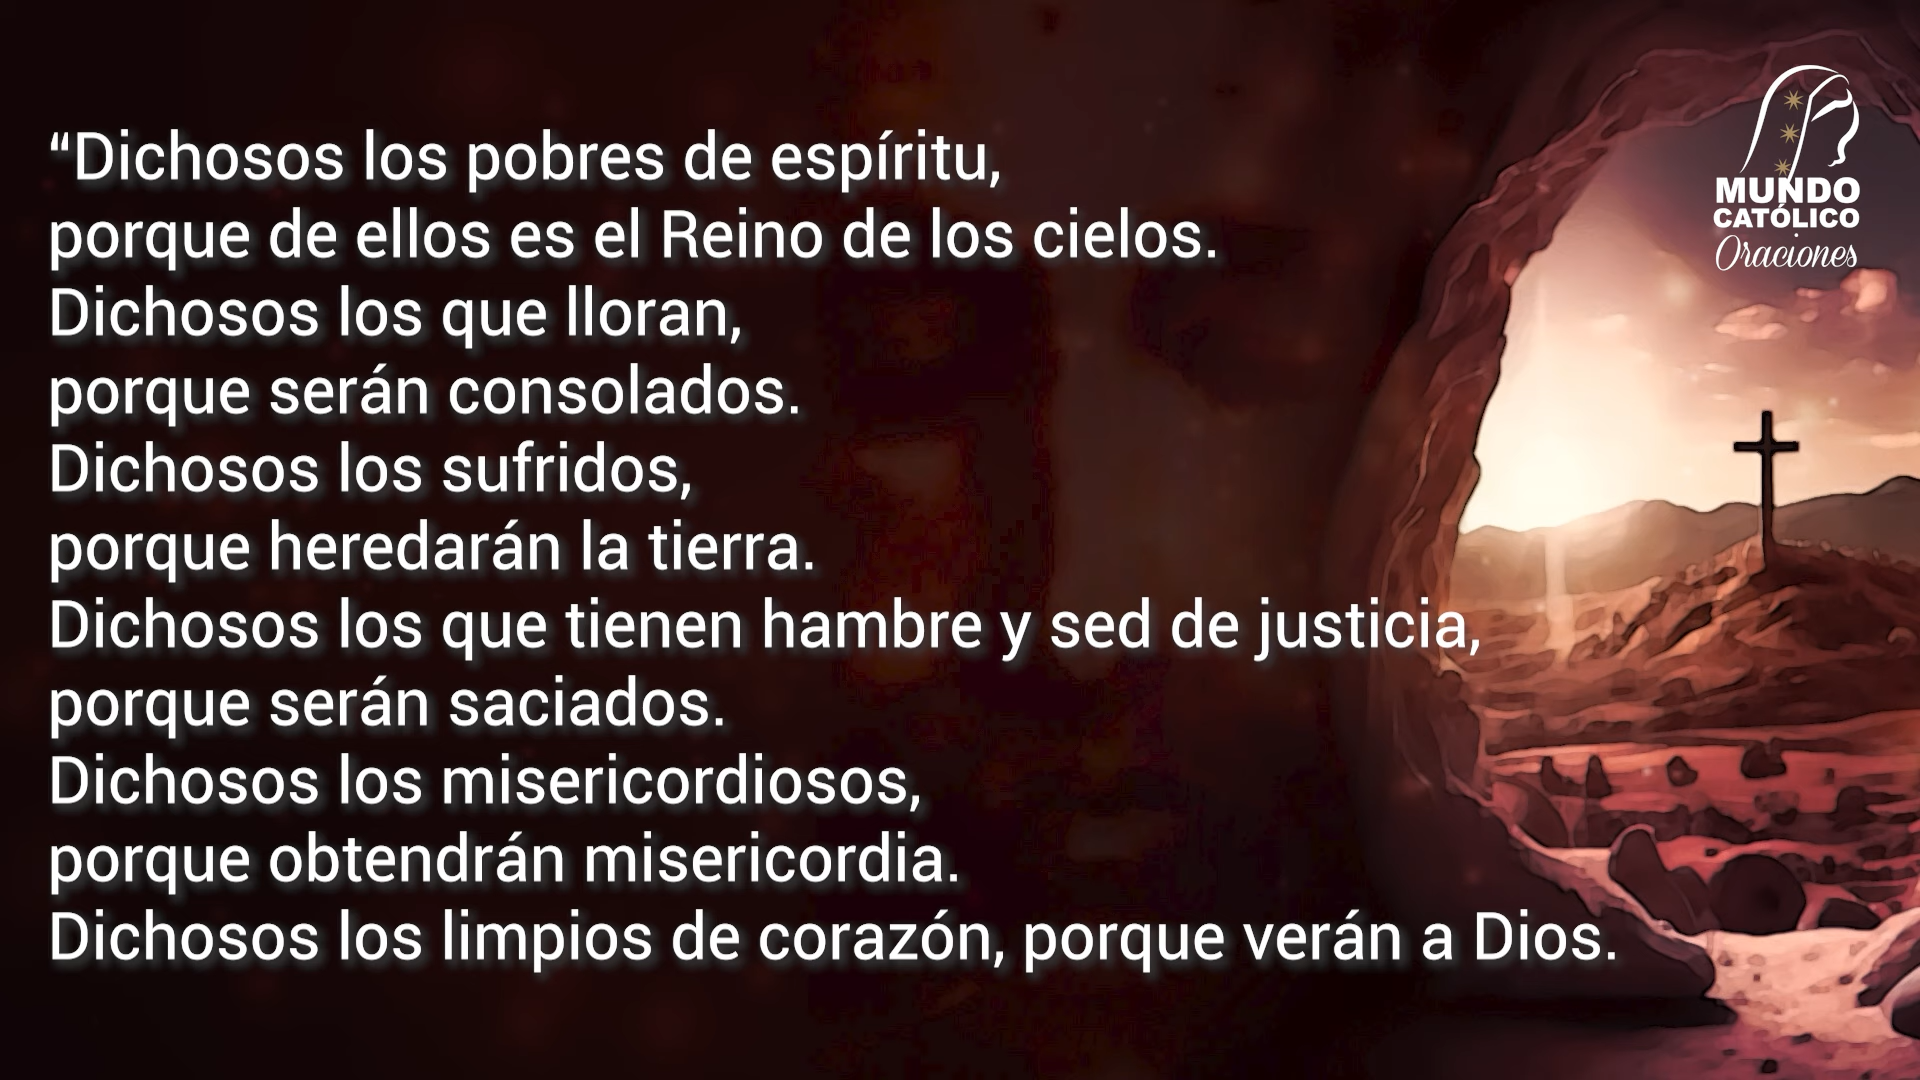 “Dichosos los pobres de espíritu,
porque de ellos es el Reino de los cielos.
Dichosos los que lloran,
porque serán consolados.
Dichosos los sufridos,
porque heredarán la tierra.
Dichosos los que tienen hambre y sed de justicia,
porque serán saciados.
Dichosos los misericordiosos,
porque obtendrán misericordia.
Dichosos los limpios de corazón, porque verán a Dios.
MUNDO
CATÓLICO
Oraciones